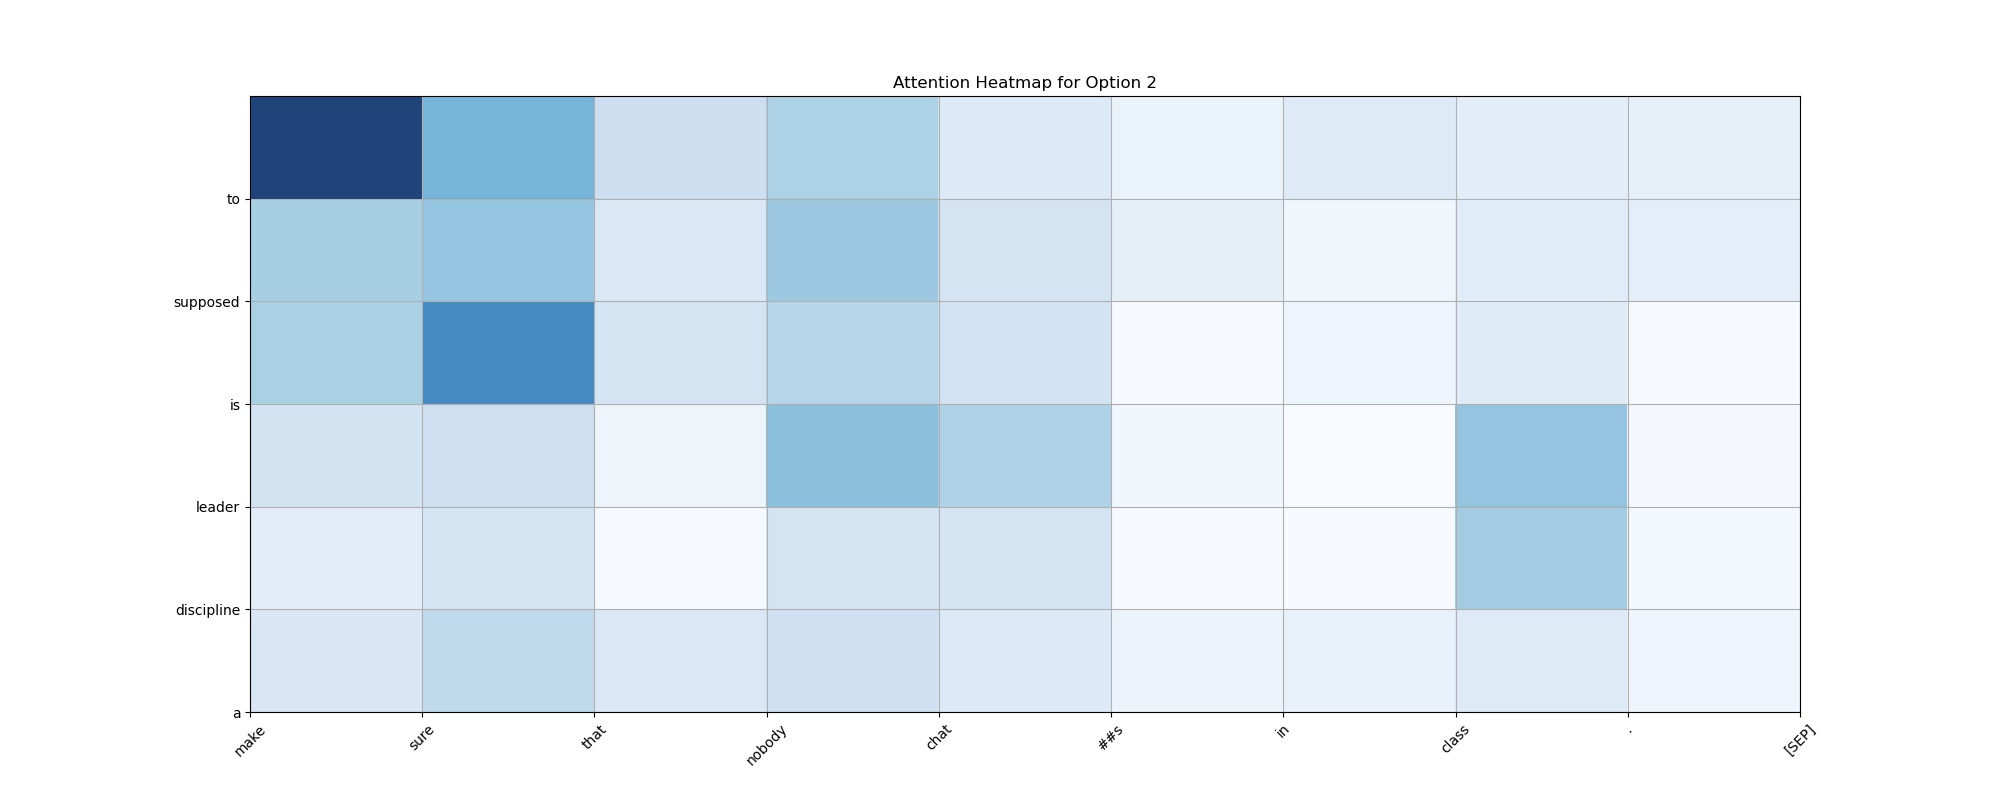 Attention Heatmap for Option 2
to
supposed
is
leader
discipline
a
make sure that nobody chat ##s in class . [SEP]